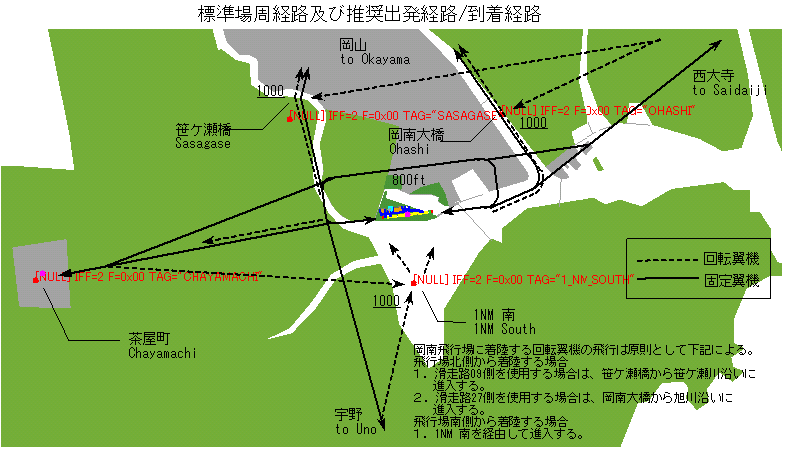 標準場周経路及び推奨出発経路/到着経路
岡山
to Okayama
西大寺
to Saidaiji
1000
[NULL] IFF=2 F=0x00 TAG="SASAGASE
[NULL] IFF=2 F=0x00 TAG="OHASHI"
1000
笹ケ瀬橋
Sasagase
岡南大橋
Ohashi
800ft
回転翼機
固定翼機
[NULL] IFF=2 F=0x00 TAG="CHAYAMACHI"
[NULL] IFF=2 F=0x00 TAG="1_NM_SOUTH"
1000
茶屋町
Chayamachi
1NM 南
1NM South
宇野
to Uno
岡南飛行場に着陸する回転翼機の飛行は原則として下記による。
飛行場北側から着陸する場合
１．滑走路09側を使用する場合は、笹ケ瀬橋から笹ケ瀬川沿いに
進入する。
２．滑走路27側を使用する場合は、岡南大橋から旭川沿いに
進入する。
飛行場南側から着陸する場合
１．1NM 南を経由して進入する。